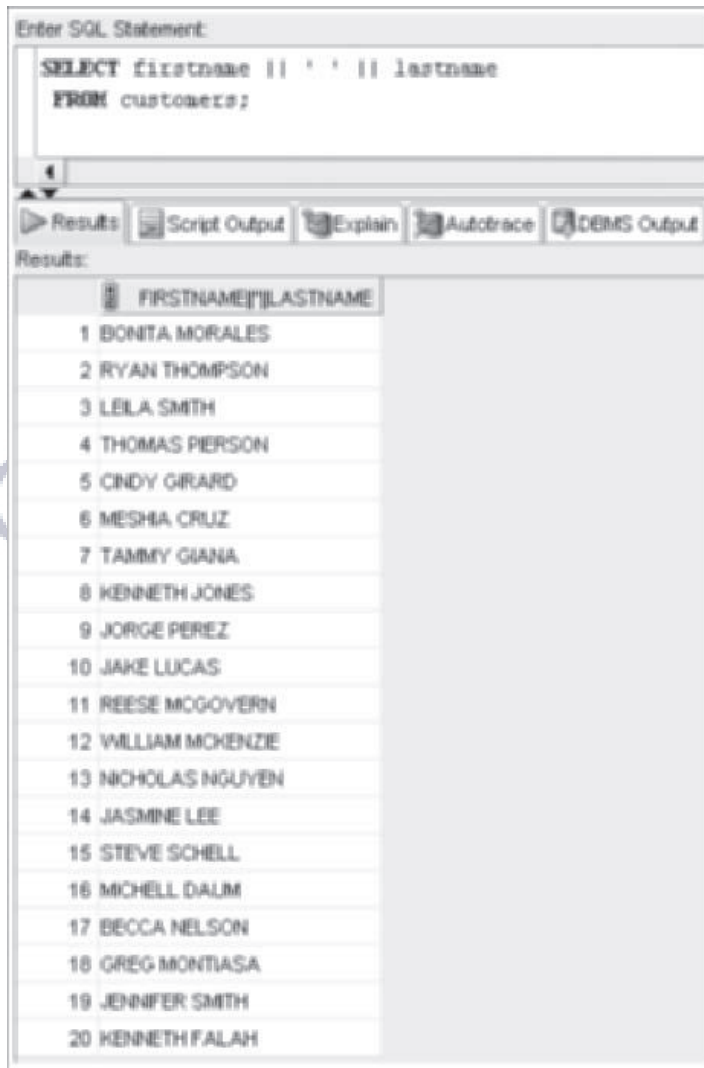 Enter SQL Statement:
SELECT firstname || ' ' || lastname
FROM customers;
Results Script Output Explain Autotrace DBMS Output
Results:
FIRSTNAME||''||LASTNAME
1 BONITA MORALES
2 RYAN THOMPSON
3 LEILA SMITH
4 THOMAS PIERSON
5 CINDY GIRARD
6 MESHIA CRUZ
7 TAMMY GIANA
8 KENNETH JONES
9 JORGE PEREZ
10 JAKE LUCAS
11 REESE MCGOVERN
12 WILLIAM MCKENZIE
13 NICHOLAS NGUYEN
14 JASMINE LEE
15 STEVE SCHELL
16 MICHELL DAUM
17 BECCA NELSON
18 GREG MONTIASA
19 JENNIFER SMITH
20 KENNETH FALAH